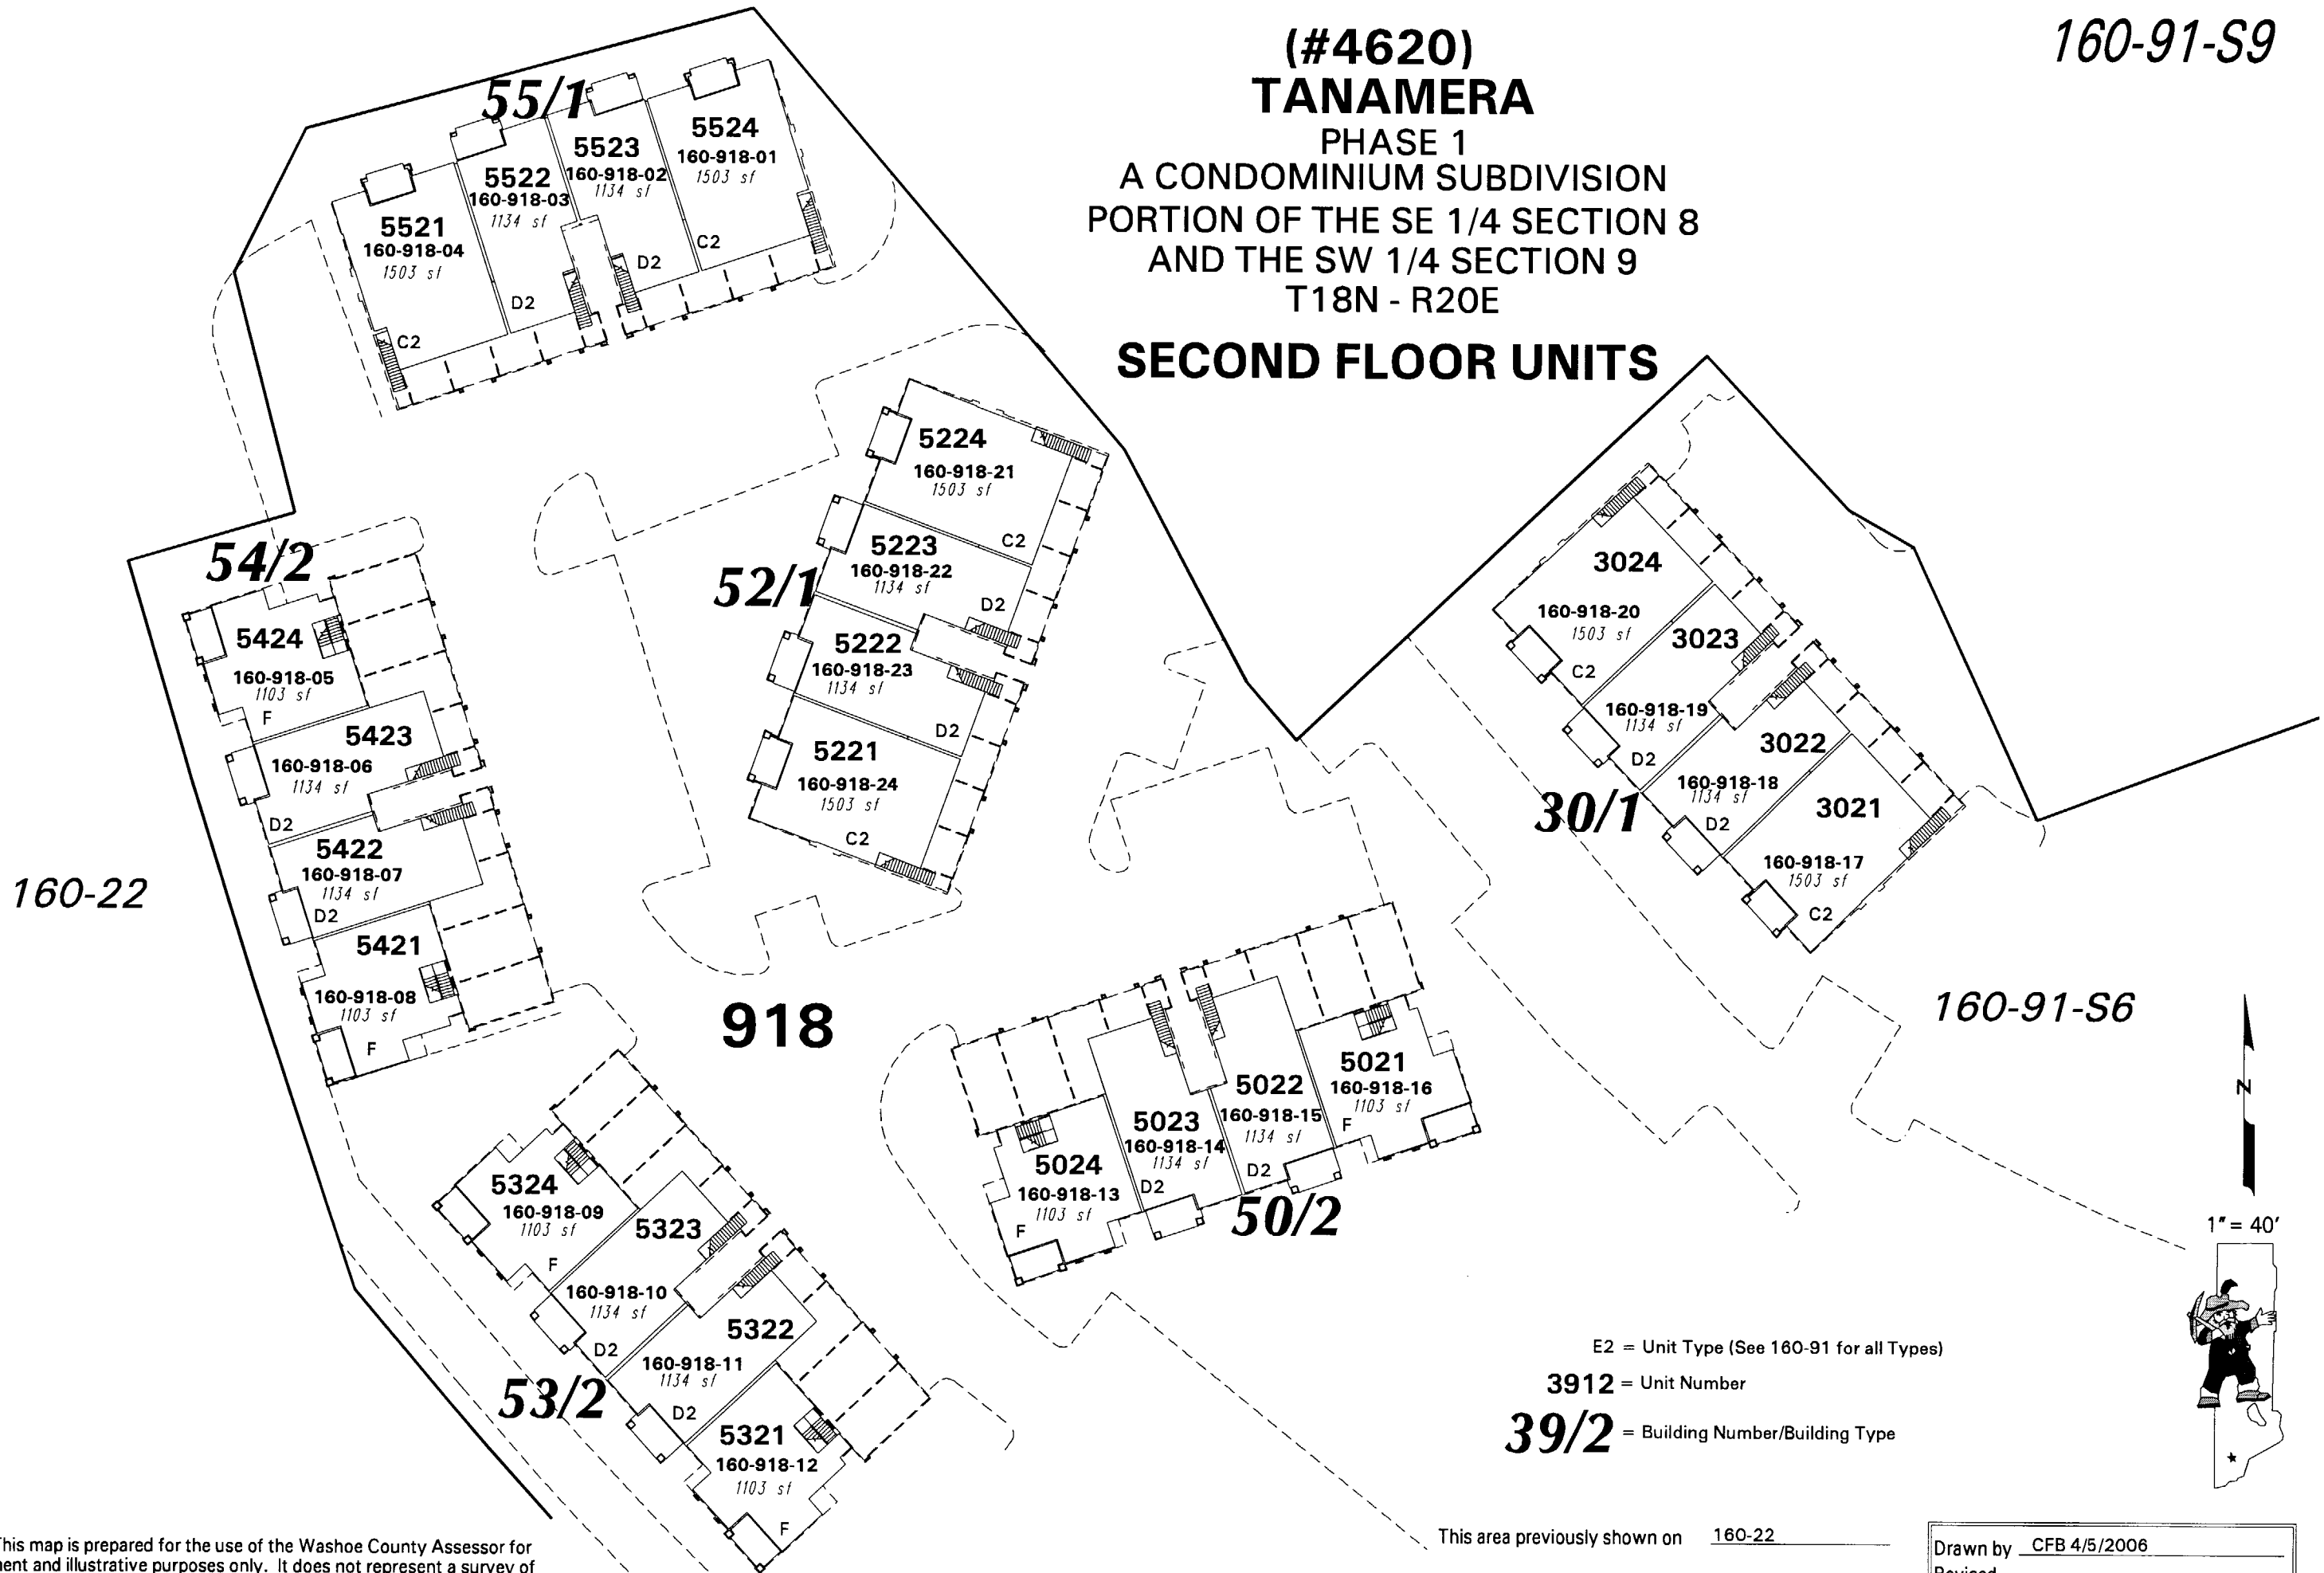 160-91-S9
(#4620)
TANAMERA
PHASE 1
A CONDOMINIUM SUBDIVISION
PORTION OF THE SE 1/4 SECTION 8
AND THE SW 1/4 SECTION 9
T18N - R20E
SECOND FLOOR UNITS
55/1
5524
160-918-01
1503 sf
C2
5523
160-918-02
1134 sf
D2
5522
160-918-03
1134 sf
D2
5521
160-918-04
1503 sf
C2
54/2
5424
160-918-05
1103 sf
F
5423
160-918-06
1134 sf
D2
5422
160-918-07
1134 sf
D2
5421
160-918-08
1103 sf
F
52/1
5224
160-918-21
1503 sf
C2
5223
160-918-22
1134 sf
D2
5222
160-918-23
1134 sf
D2
5221
160-918-24
1503 sf
C2
30/1
3024
160-918-20
1503 sf
C2
3023
160-918-19
1134 sf
D2
3022
160-918-18
1134 sf
D2
3021
160-918-17
1503 sf
C2
160-22
918
160-91-S6
53/2
5324
160-918-09
1103 sf
F
5323
160-918-10
1134 sf
D2
5322
160-918-11
1134 sf
D2
5321
160-918-12
1103 sf
F
50/2
5024
160-918-13
1103 sf
F
5023
160-918-14
1134 sf
D2
5022
160-918-15
1134 sf
D2
5021
160-918-16
1103 sf
F
N
1" = 40'
E2 = Unit Type (See 160-91 for all Types)
3912 = Unit Number
39/2 = Building Number/Building Type
This area previously shown on 160-22
Drawn by CFB 4/5/2006
Revised
This map is prepared for the use of the Washoe County Assessor for
ment and illustrative purposes only. It does not represent a survey of